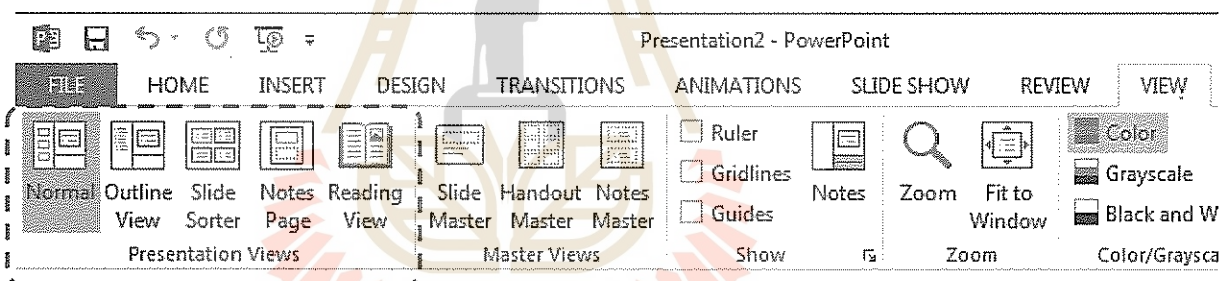 Presentation2 - PowerPoint
FILE HOME INSERT DESIGN TRANSITIONS ANIMATIONS SLIDE SHOW REVIEW VIEW
Normal Outline View Slide Sorter Notes Page Reading View Slide Master Handout Master Notes Master Ruler Gridlines Guides Notes Zoom Fit to Window Color Grayscale Black and W
Presentation Views Master Views Show Zoom Color/Graysca